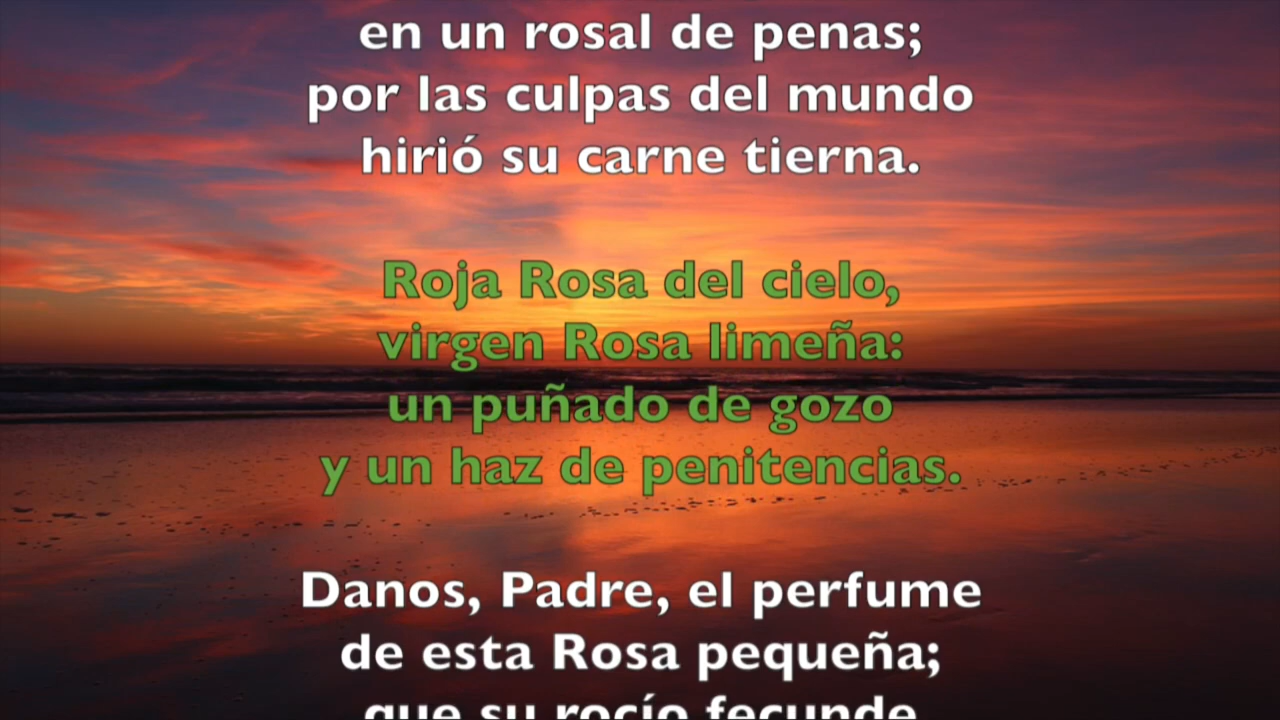 en un rosal de penas;
por las culpas del mundo
hirió su carne tierna.
Roja Rosa del cielo,
virgen Rosa limeña:
un puñado de gozo
y un haz de penitencias.
Danos, Padre, el perfume
de esta Rosa pequeña;
que su rocío fecunde